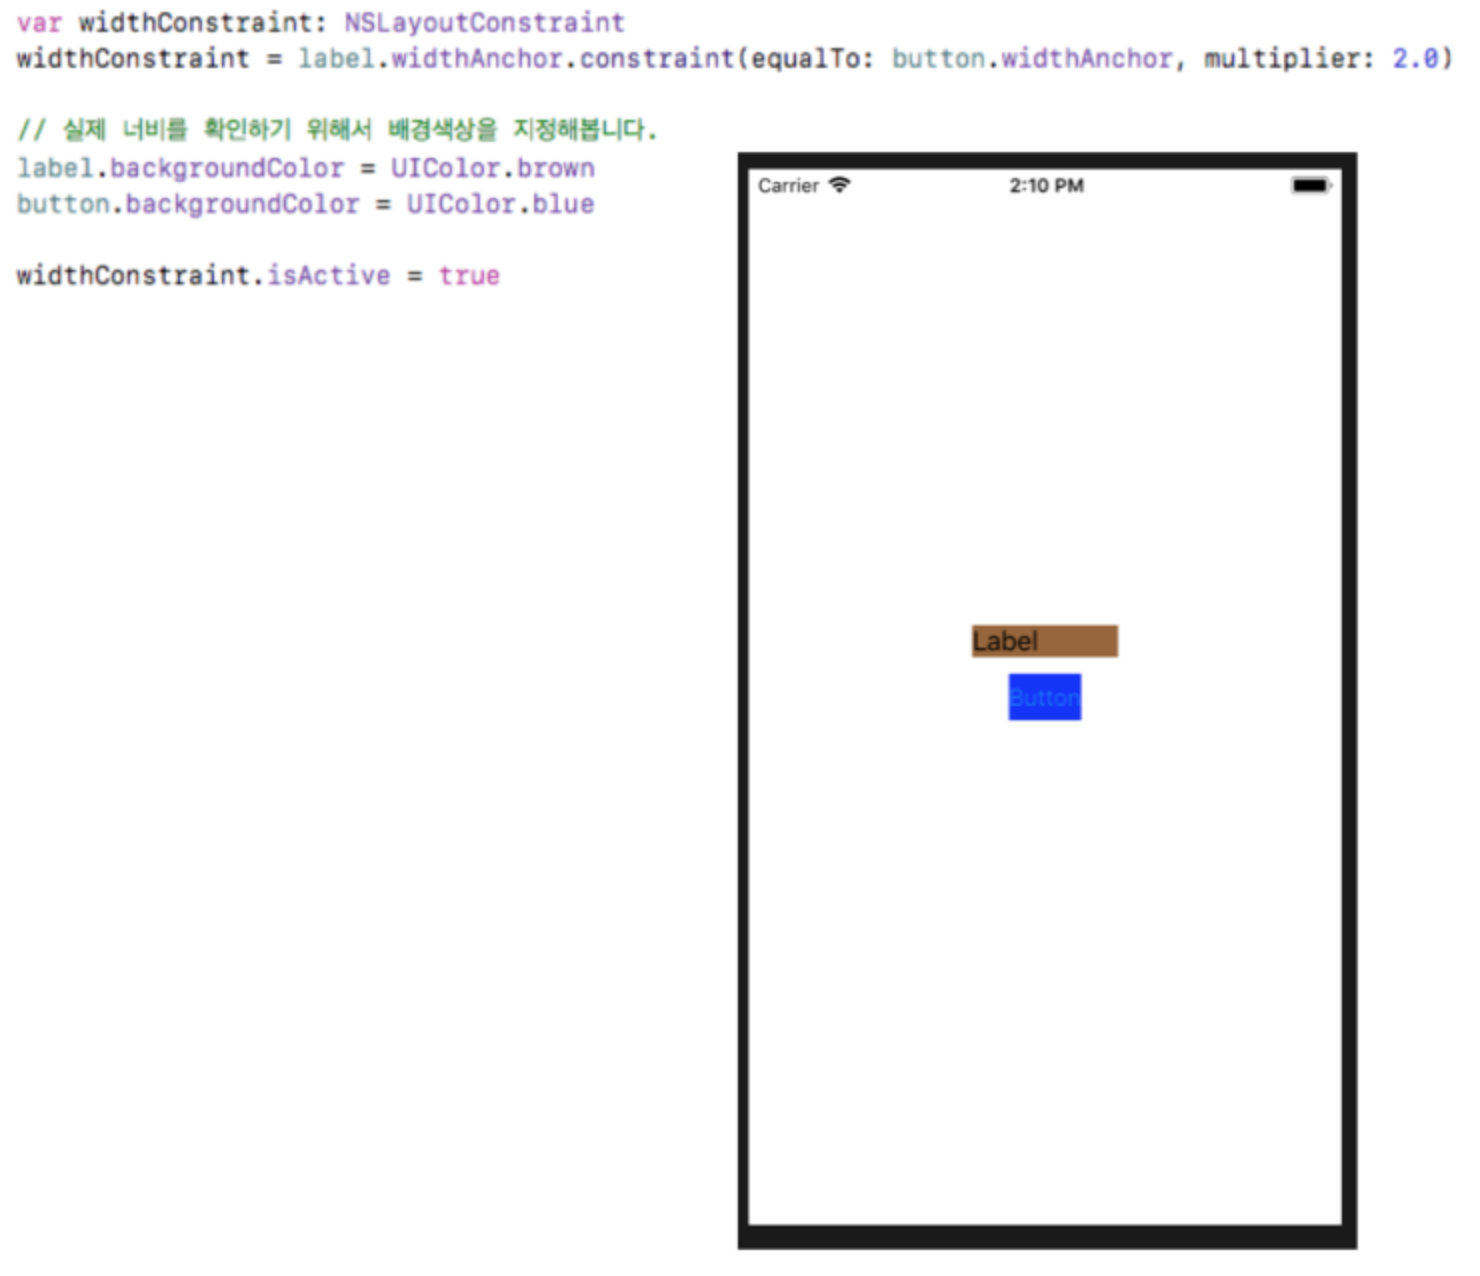 var widthConstraint: NSLayoutConstraint
widthConstraint = label.widthAnchor.constraint(equalTo: button.widthAnchor, multiplier: 2.0)
// 실제 너비를 확인하기 위해서 배경색상을 지정해봅니다.
label.backgroundColor = UIColor.brown
button.backgroundColor = UIColor.blue
widthConstraint.isActive = true
Carrier 2:10 PM
Label
Button